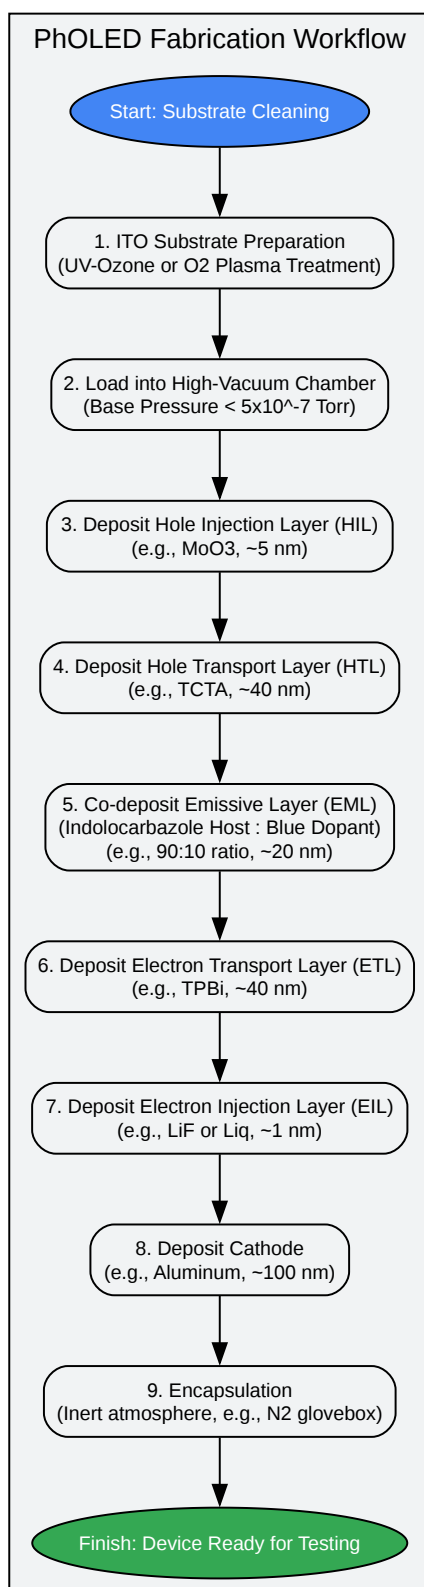 PhOLED Fabrication Workflow
Start: Substrate Cleaning
1. ITO Substrate Preparation
(UV-Ozone or O2 Plasma Treatment)
2. Load into High-Vacuum Chamber
(Base Pressure < 5x10^-7 Torr)
3. Deposit Hole Injection Layer (HIL)
(e.g., MoO3, ~5 nm)
4. Deposit Hole Transport Layer (HTL)
(e.g., TCTA, ~40 nm)
5. Co-deposit Emissive Layer (EML)
(Indolocarbazole Host : Blue Dopant)
(e.g., 90:10 ratio, ~20 nm)
6. Deposit Electron Transport Layer (ETL)
(e.g., TPBi, ~40 nm)
7. Deposit Electron Injection Layer (EIL)
(e.g., LiF or Liq, ~1 nm)
8. Deposit Cathode
(e.g., Aluminum, ~100 nm)
9. Encapsulation
(Inert atmosphere, e.g., N2 glovebox)
Finish: Device Ready for Testing